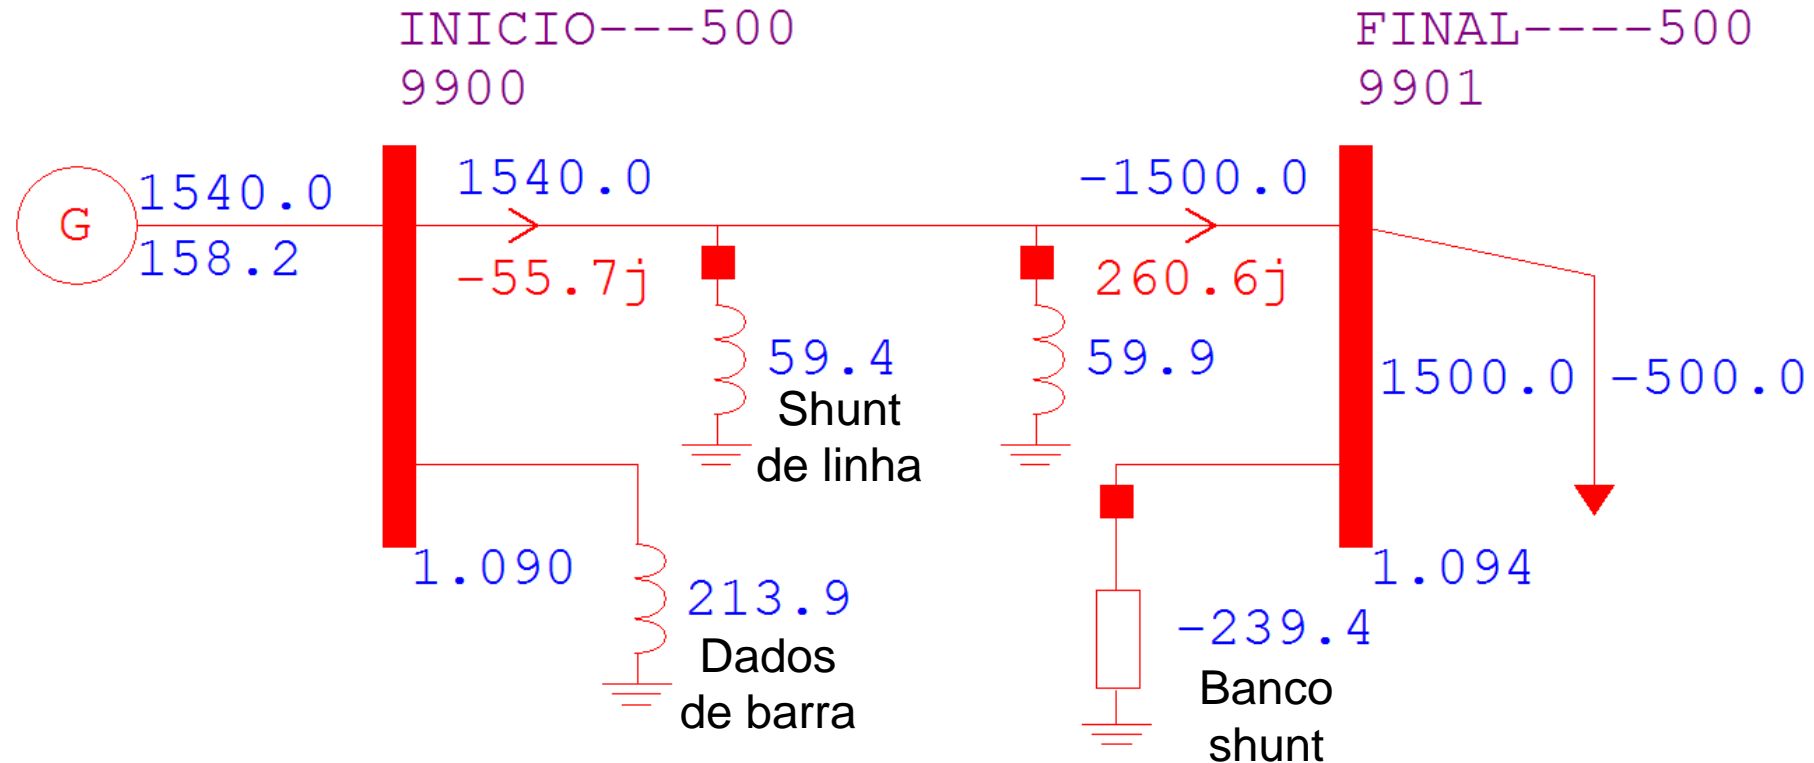 INICIO---500
9900
FINAL----500
9901
G
1540.0
158.2
1540.0
-55.7j
-1500.0
260.6j
59.4
Shunt
de linha
59.9
1500.0
-500.0
1.090
213.9
Dados
de barra
1.094
-239.4
Banco
shunt